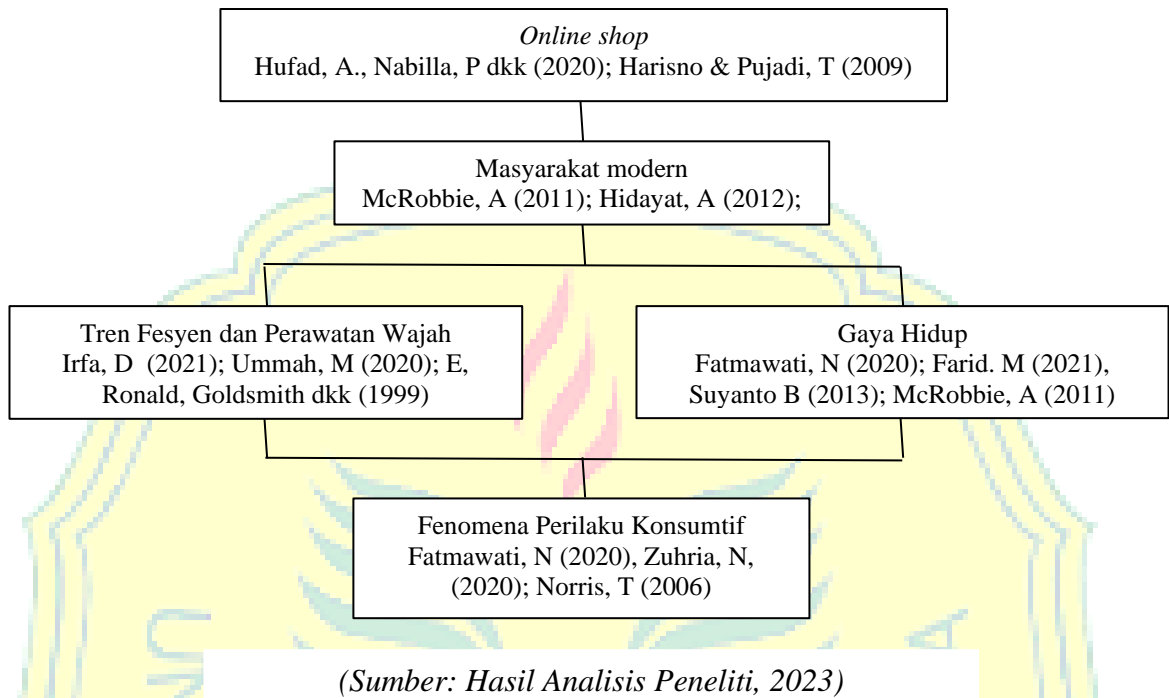 Online shop
Hufad, A., Nabilla, P dkk (2020); Harisno & Pujadi, T (2009)
Masyarakat modern
McRobbie, A (2011); Hidayat, A (2012);
Tren Fesyen dan Perawatan Wajah
Irfa, D (2021); Ummah, M (2020); E,
Ronald, Goldsmith dkk (1999)
Gaya Hidup
Fatmawati, N (2020); Farid. M (2021),
Suyanto B (2013); McRobbie, A (2011)
Fenomena Perilaku Konsumtif
Fatmawati, N (2020), Zuhria, N,
(2020); Norris, T (2006)
(Sumber: Hasil Analisis Peneliti, 2023)